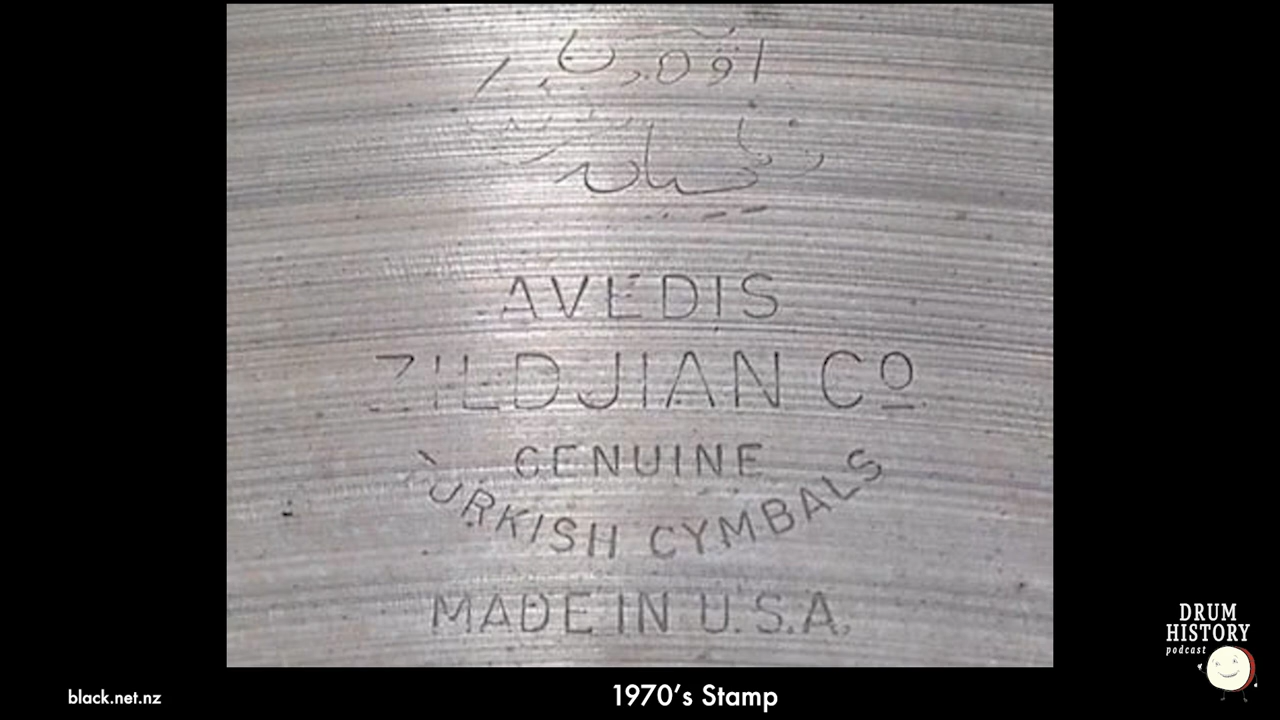 AVEDIS
ZILDJIAN Cº
GENUINE
TURKISH CYMBALS
MADE IN U.S.A.
black.net.nz
1970's Stamp
DRUM
HISTORY
podcast